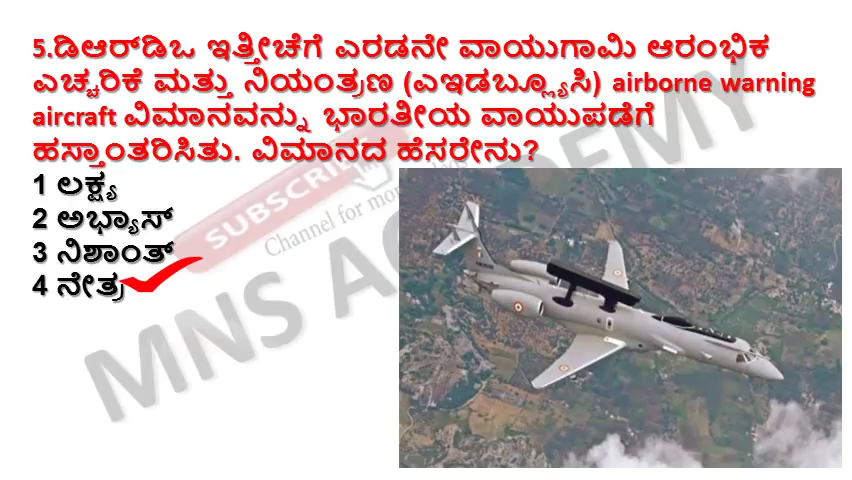 5.ಡಿಆರ್‌ಡಿಒ ಇತ್ತೀಚೆಗೆ ಎರಡನೇ ವಾಯುಗಾಮಿ ಆರಂಭಿಕ
ಎಚ್ಚರಿಕೆ ಮತ್ತು ನಿಯಂತ್ರಣ (ಎಇಡಬ್ಲ್ಯೂಸಿ) airborne warning
aircraft ವಿಮಾನವನ್ನು ಭಾರತೀಯ ವಾಯುಪಡೆಗೆ
ಹಸ್ತಾಂತರಿಸಿತು. ವಿಮಾನದ ಹೆಸರೇನು?
1 ಲಕ್ಷ್ಯ
2 ಅಭ್ಯಾಸ್
3 ನಿಶಾಂತ್
4 ನೇತ್ರ
SUBSCRIBE
Channel for more
MNS ACADEMY